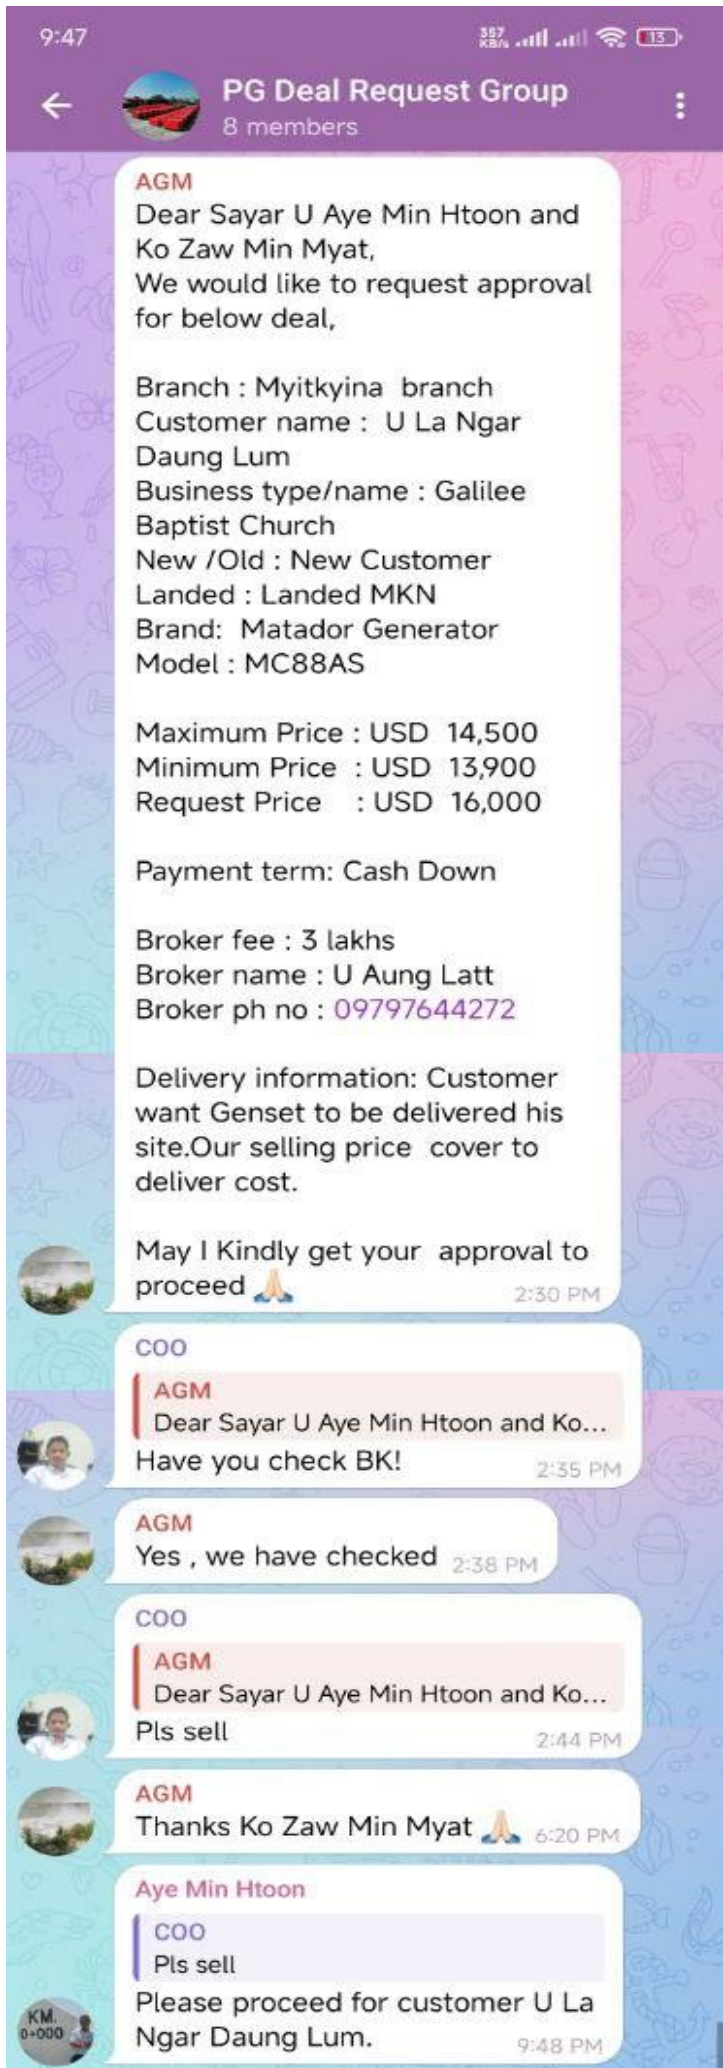 9:47
357 KB/s
13
PG Deal Request Group
8 members
AGM
Dear Sayar U Aye Min Htoon and
Ko Zaw Min Myat,
We would like to request approval
for below deal,
Branch : Myitkyina branch
Customer name : U La Ngar
Daung Lum
Business type/name : Galilee
Baptist Church
New /Old : New Customer
Landed : Landed MKN
Brand: Matador Generator
Model : MC88AS
Maximum Price : USD 14,500
Minimum Price : USD 13,900
Request Price : USD 16,000
Payment term: Cash Down
Broker fee : 3 lakhs
Broker name : U Aung Latt
Broker ph no : 09797644272
Delivery information: Customer
want Genset to be delivered his
site.Our selling price cover to
deliver cost.
May I Kindly get your approval to
proceed 🙏🏻
2:30 PM
COO
AGM
Dear Sayar U Aye Min Htoon and Ko...
Have you check BK!
2:35 PM
AGM
Yes , we have checked 2:38 PM
COO
AGM
Dear Sayar U Aye Min Htoon and Ko...
Pls sell
2:44 PM
AGM
Thanks Ko Zaw Min Myat 🙏🏻 6:20 PM
Aye Min Htoon
COO
Pls sell
Please proceed for customer U La
Ngar Daung Lum.
9:48 PM
KM.
0+000